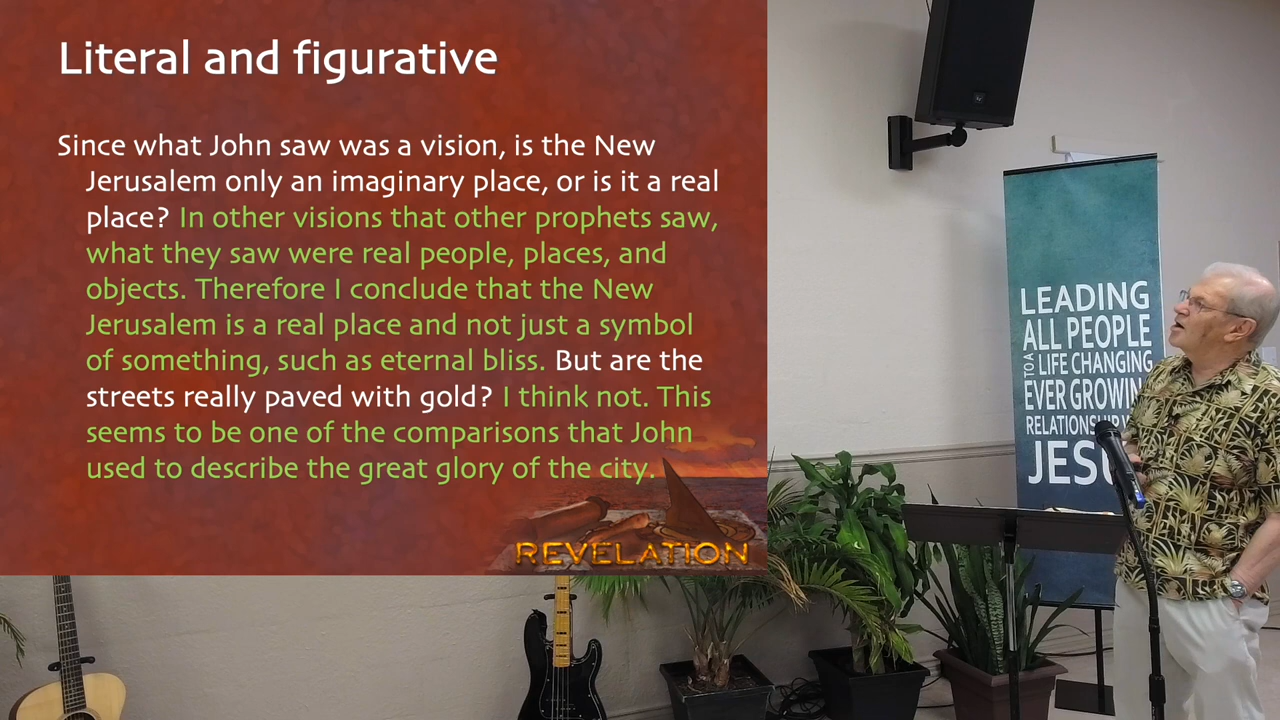 Literal and figurative
Since what John saw was a vision, is the New
Jerusalem only an imaginary place, or is it a real
place? In other visions that other prophets saw,
what they saw were real people, places, and
objects. Therefore I conclude that the New
Jerusalem is a real place and not just a symbol
of something, such as eternal bliss. But are the
streets really paved with gold? I think not. This
seems to be one of the comparisons that John
used to describe the great glory of the city.
REVELATION
LEADING
ALL PEOPLE
TO A LIFE CHANGING
EVER GROWIN
RELATIONSHIP
JESU